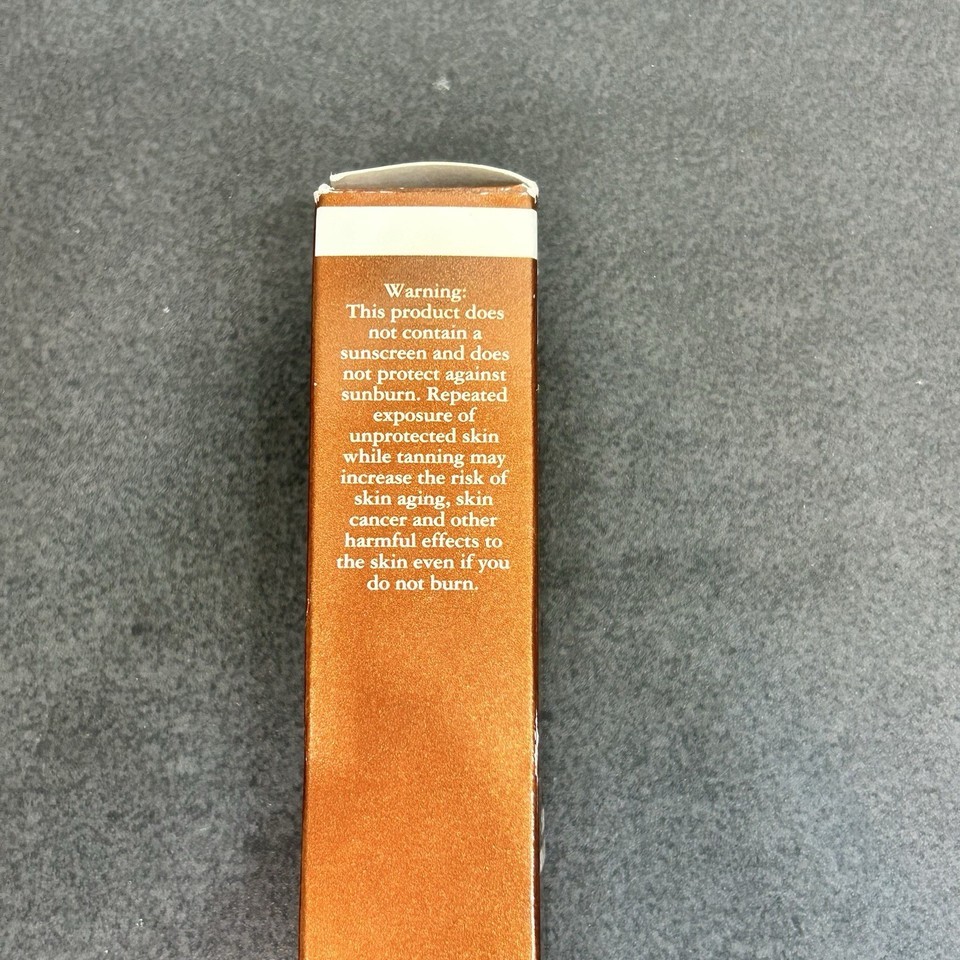 Warning:
This product does
not contain a
sunscreen and does
not protect against
sunburn. Repeated
exposure of
unprotected skin
while tanning may
increase the risk of
skin aging, skin
cancer and other
harmful effects to
the skin even if you
do not burn.